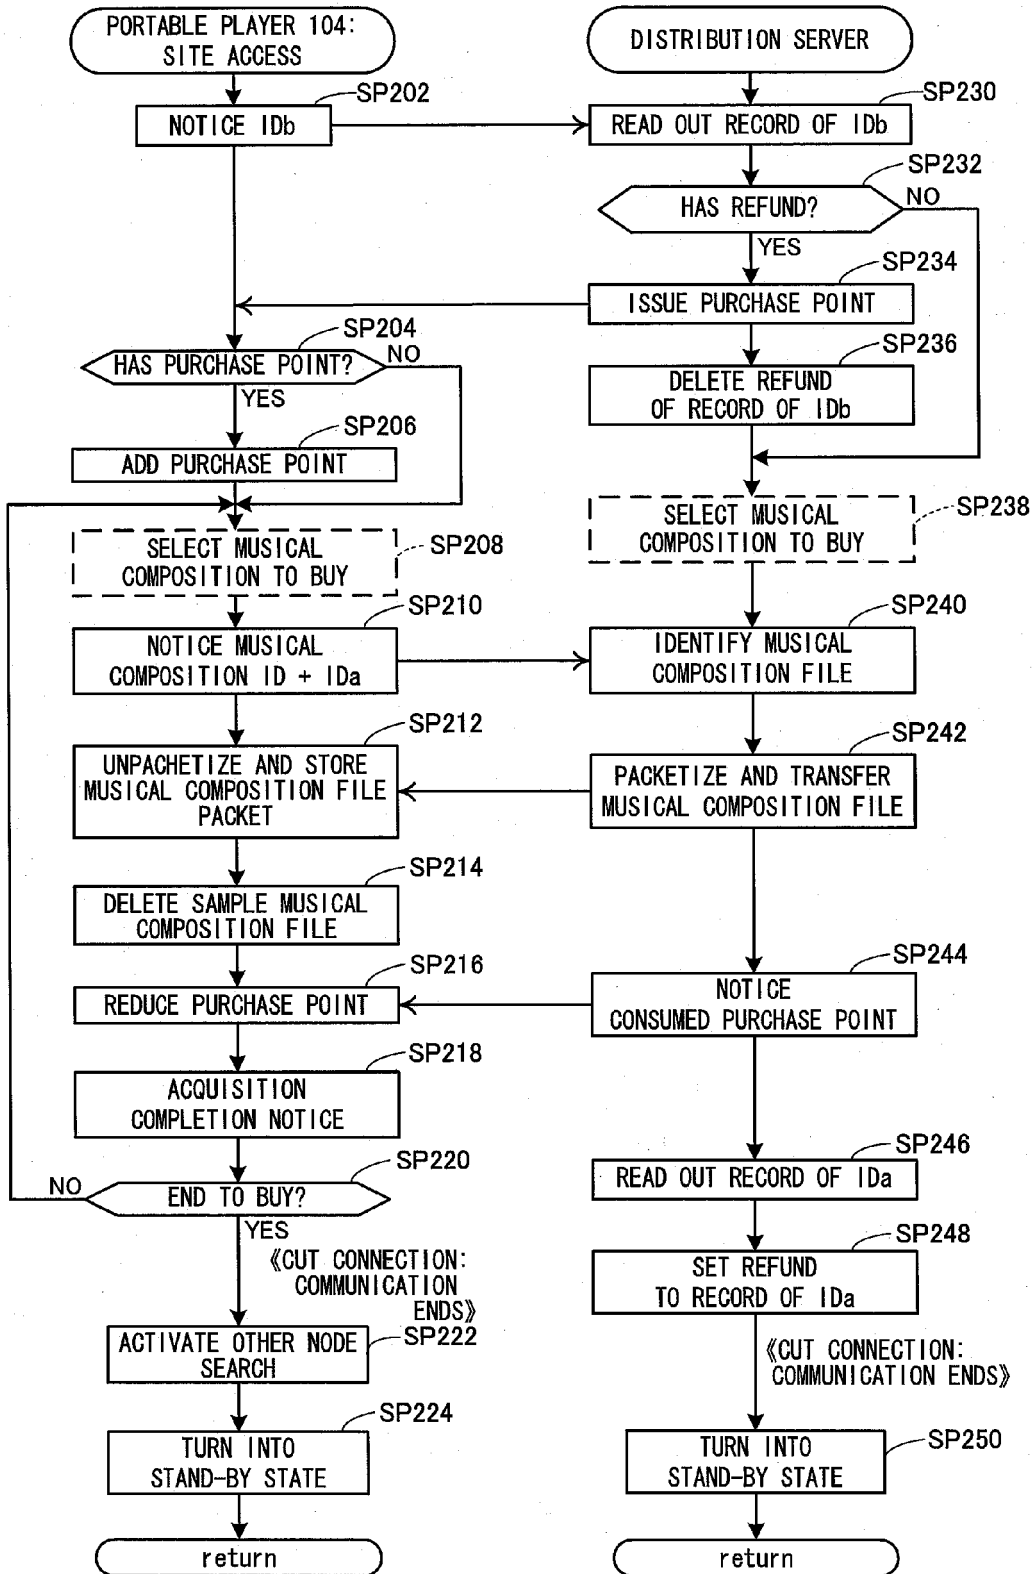 PORTABLE PLAYER 104:
SITE ACCESS
SP202
NOTICE IDb
SP204
HAS PURCHASE POINT?
NO
YES
SP206
ADD PURCHASE POINT
SELECT MUSICAL
COMPOSITION TO BUY
SP208
SP210
NOTICE MUSICAL
COMPOSITION ID + IDa
SP212
UNPACHETIZE AND STORE
MUSICAL COMPOSITION FILE
PACKET
SP214
DELETE SAMPLE MUSICAL
COMPOSITION FILE
SP216
REDUCE PURCHASE POINT
SP218
ACQUISITION
COMPLETION NOTICE
SP220
NO
END TO BUY?
YES
《CUT CONNECTION:
COMMUNICATION
ENDS》
SP222
ACTIVATE OTHER NODE
SEARCH
SP224
TURN INTO
STAND-BY STATE
return
DISTRIBUTION SERVER
SP230
READ OUT RECORD OF IDb
SP232
HAS REFUND?
NO
YES
SP234
ISSUE PURCHASE POINT
SP236
DELETE REFUND
OF RECORD OF IDb
SELECT MUSICAL
COMPOSITION TO BUY
SP238
SP240
IDENTIFY MUSICAL
COMPOSITION FILE
SP242
PACKETIZE AND TRANSFER
MUSICAL COMPOSITION FILE
SP244
NOTICE
CONSUMED PURCHASE POINT
SP246
READ OUT RECORD OF IDa
SP248
SET REFUND
TO RECORD OF IDa
《CUT CONNECTION:
COMMUNICATION ENDS》
TURN INTO
STAND-BY STATE
SP250
return